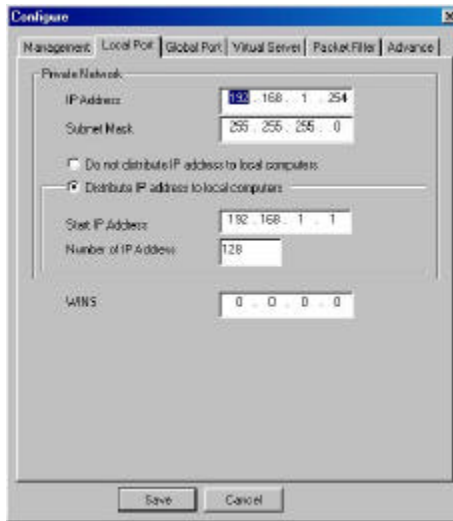 Configure
Management Local Port Global Port Virtual Server Packet Filter Advance
Private Network
IP Address 192 . 168 . 1 . 254
Subnet Mask 255 . 255 . 255 . 0
Do not distribute IP address to local computers
Distribute IP address to local computers
Start IP Address 192 . 168 . 1 . 1
Number of IP Address 128
WINS 0 . 0 . 0 . 0
Save Cancel